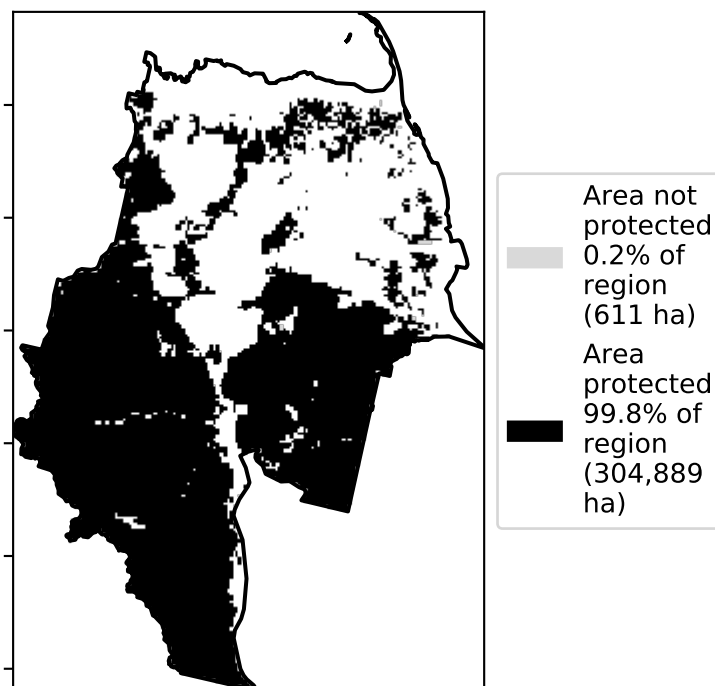 Area not
protected
0.2% of
region
(611 ha)
Area
protected
99.8% of
region
(304,889
ha)